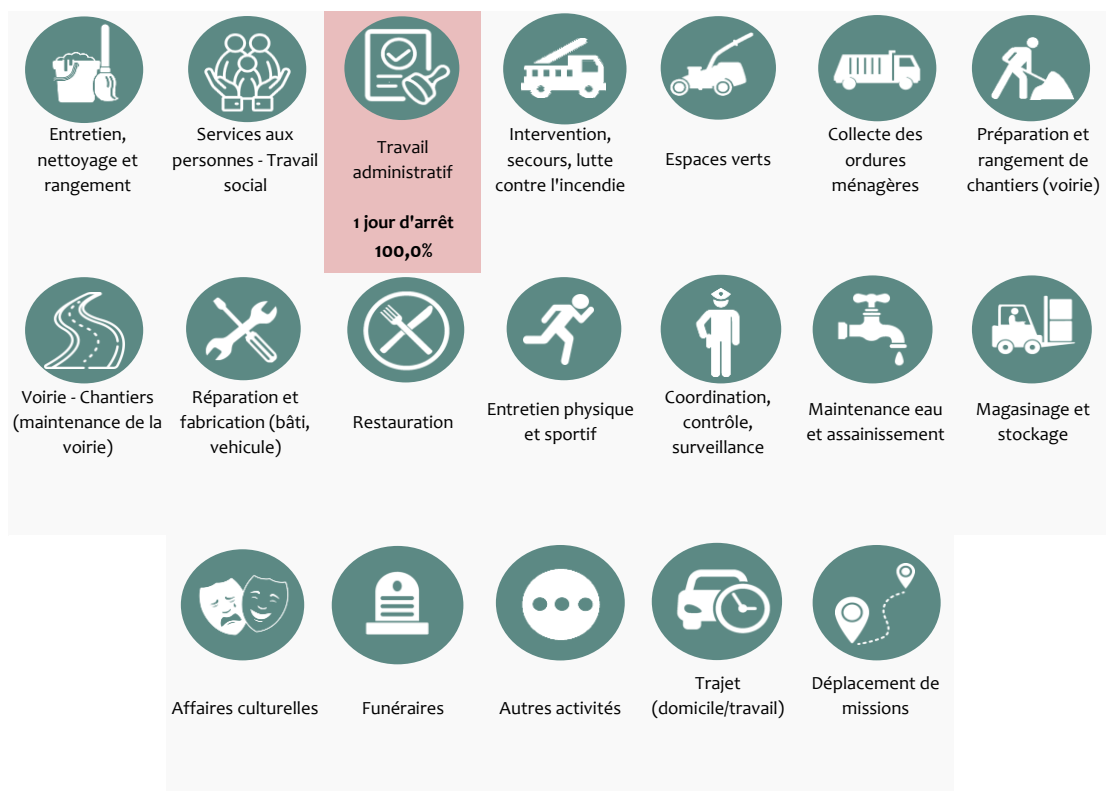 Entretien,
nettoyage et
rangement
Services aux
personnes - Travail
social
Travail
administratif
1 jour d'arrêt
100,0%
Intervention,
secours, lutte
contre l'incendie
Espaces verts
Collecte des
ordures
ménagères
Préparation et
rangement de
chantiers (voirie)
Voirie - Chantiers
(maintenance de la
voirie)
Réparation et
fabrication (bâti,
vehicule)
Restauration
Entretien physique
et sportif
Coordination,
contrôle,
surveillance
Maintenance eau
et assainissement
Magasinage et
stockage
Affaires culturelles
Funéraires
Autres activités
Trajet
(domicile/travail)
Déplacement de
missions